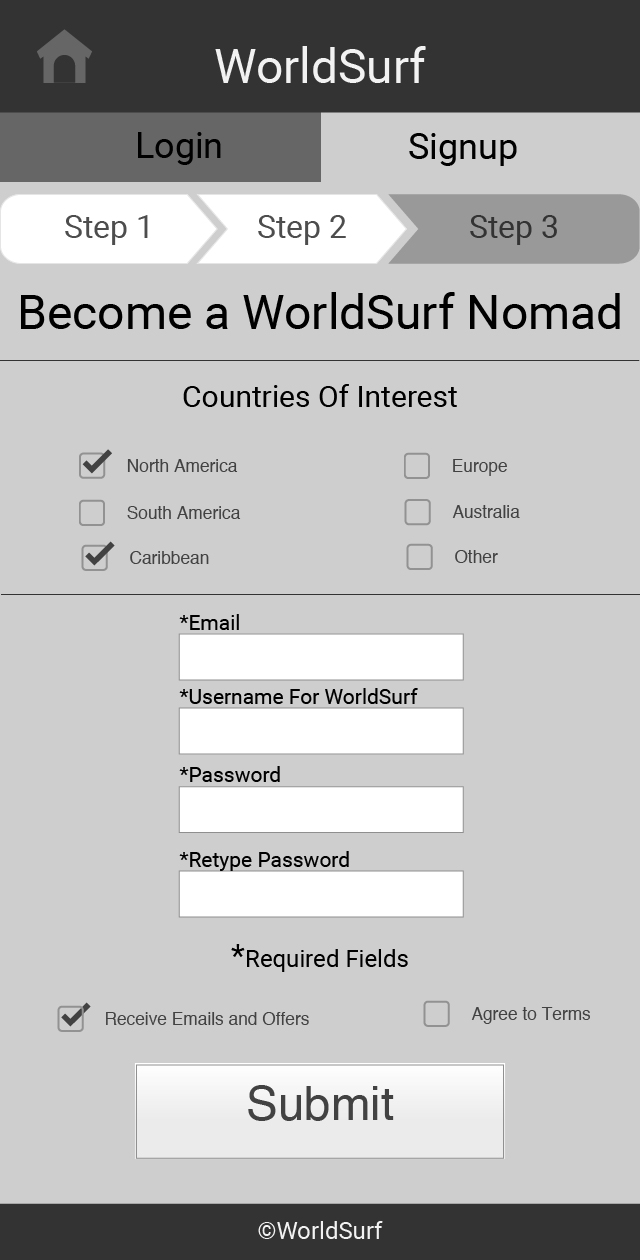 WorldSurf
Login Signup
Step 1 Step 2 Step 3
Become a WorldSurf Nomad
Countries Of Interest
North America Europe
South America Australia
Caribbean Other
*Email
*Username For WorldSurf
*Password
*Retype Password
*Required Fields
Receive Emails and Offers Agree to Terms
Submit
©WorldSurf